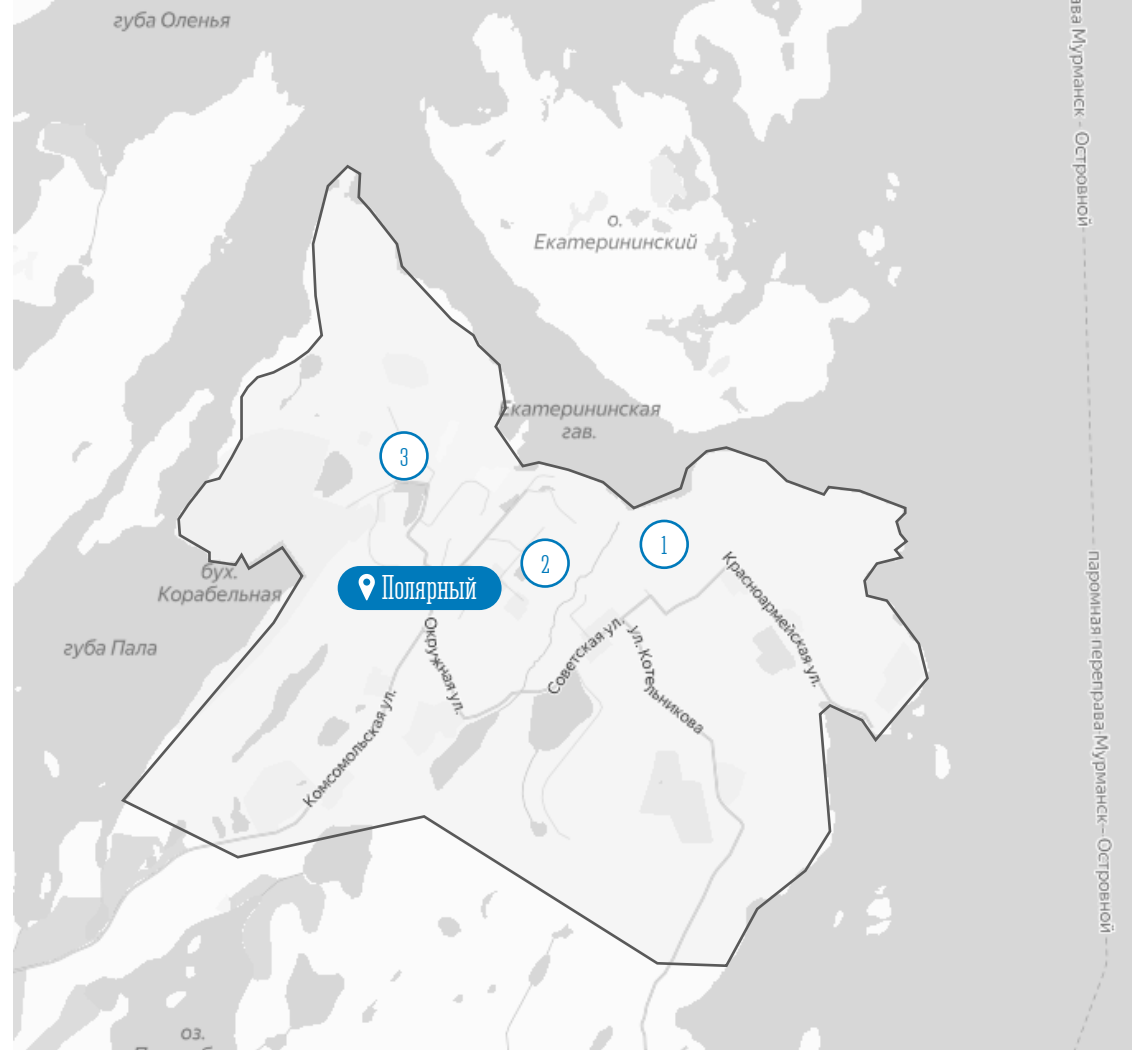 губа Оленья
ава Мурманск - Островной
о.
Екатерининский
Екатерининская
гав.
3
1
2
Полярный
бух.
Корабельная
губа Пала
Красноармейская ул.
Советская ул.
ул. Котельникова
Окружная ул.
Комсомольская ул.
паромная переправа Мурманск - Островной
оз.